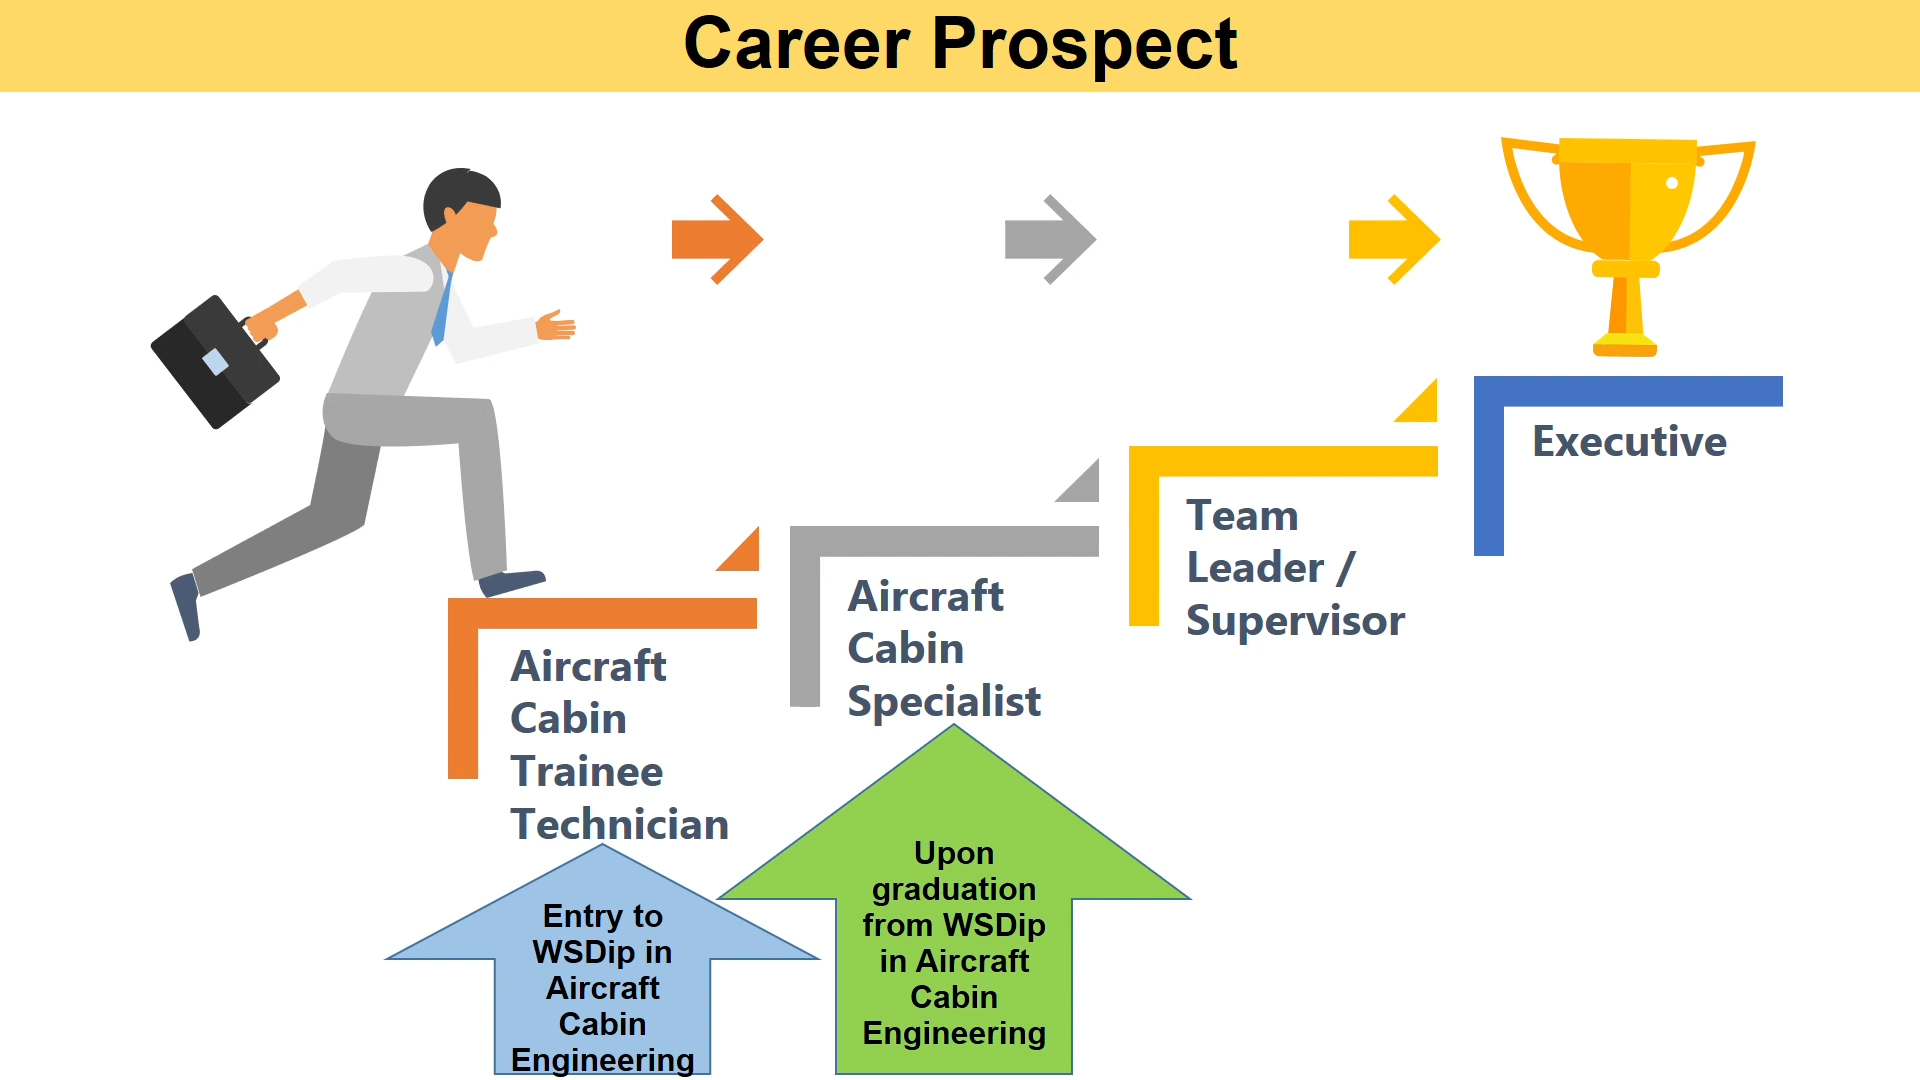 Career Prospect
Executive
Team
Leader /
Supervisor
Aircraft
Cabin
Specialist
Aircraft
Cabin
Trainee
Technician
Upon
graduation
from WSDip
in Aircraft
Cabin
Engineering
Entry to
WSDip in
Aircraft
Cabin
Engineering